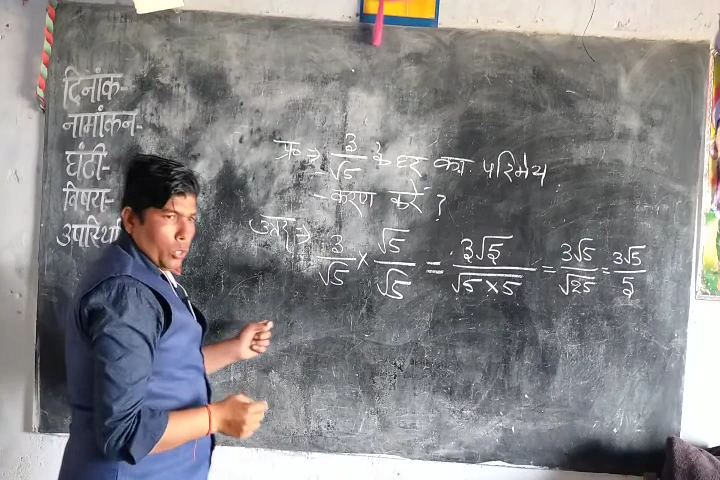 दिनांक-
नामांकन-
घंटी-
विषय-
उपस्थि
प्र० → 3/√5 के हर का परिमेय
-करण करें ?
उत्तर → 3/√5 × √5/√5 = 3√5/√5×5 = 3√5/√25 = 3√5/5